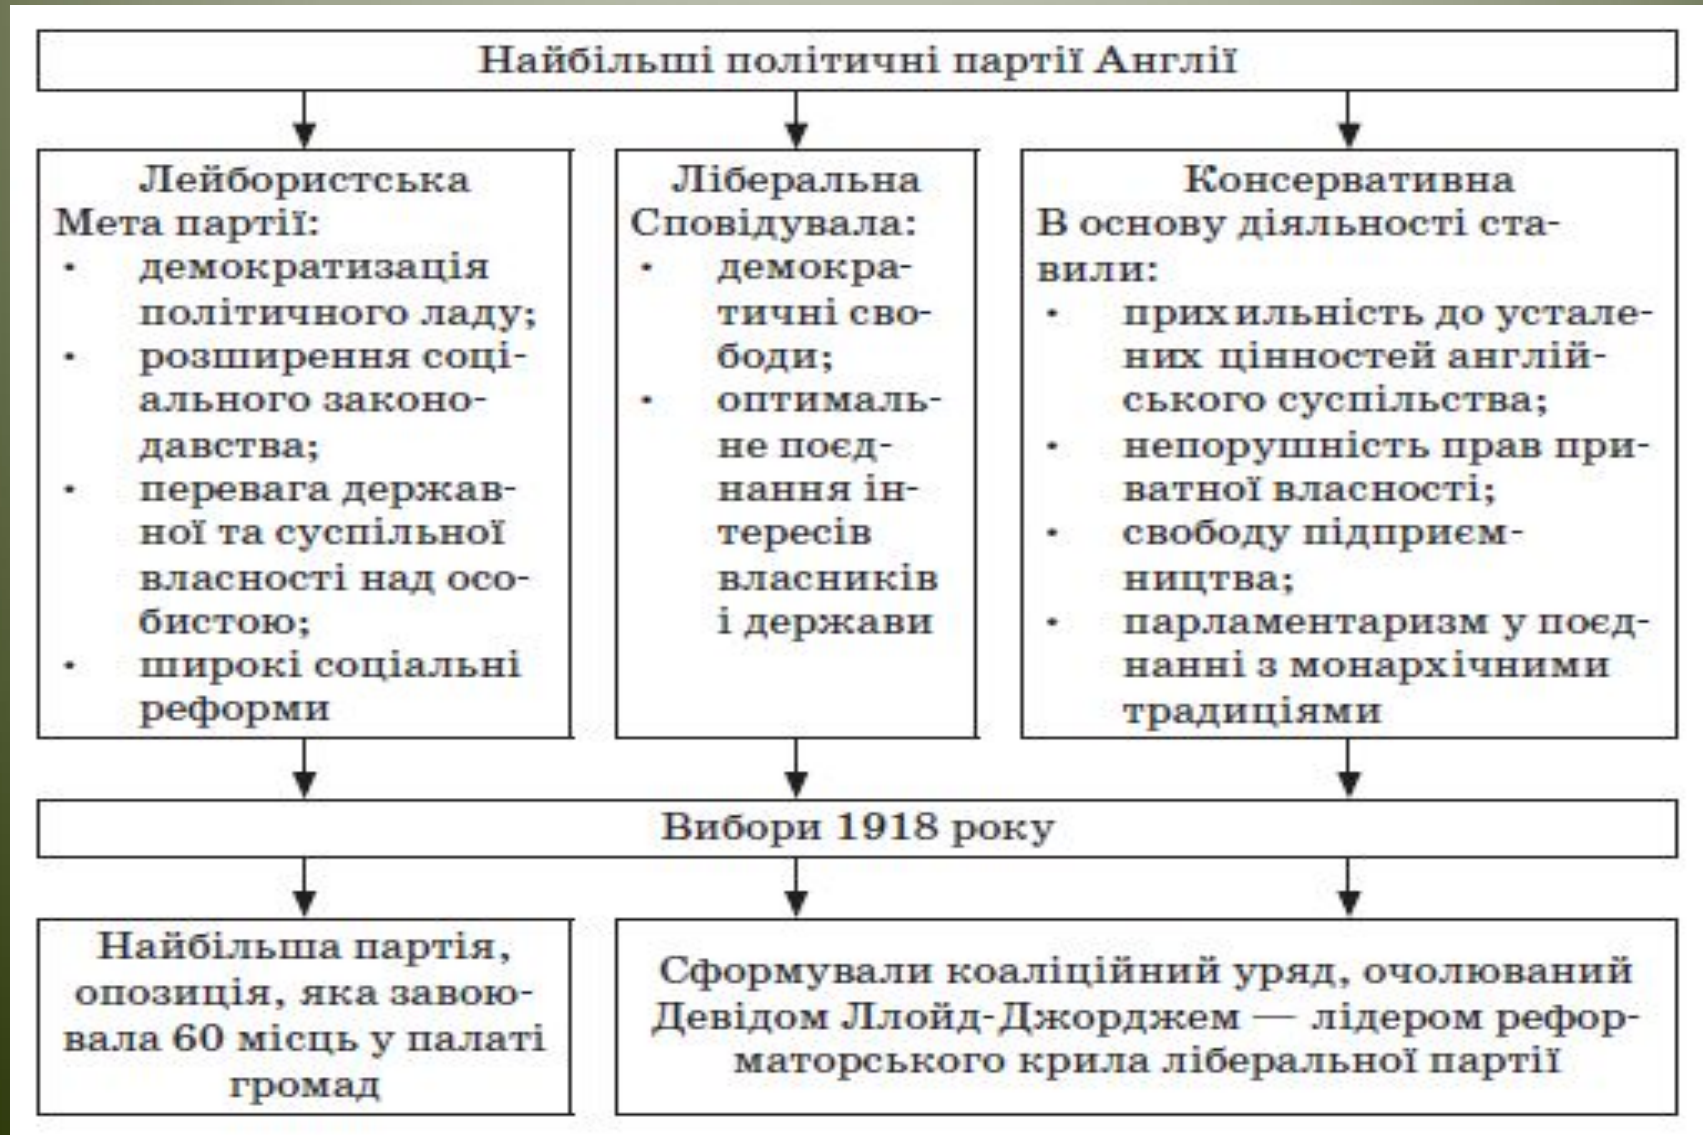 Найбільші політичні партії Англії
Лейбористська
Мета партії:
• демократизація
політичного ладу;
• розширення соці-
ального законо-
давства;
• перевага держав-
ної та суспільної
власності над осо-
бистою;
• широкі соціальні
реформи
Ліберальна
Сповідувала:
• демокра-
тичні сво-
боди;
• оптималь-
не поєд-
нання ін-
тересів
власників
і держави
Консервативна
В основу діяльності ста-
вили:
• прихильність до устале-
них цінностей англій-
ського суспільства;
• непорушність прав при-
ватної власності;
• свободу підприєм-
ництва;
• парламентаризм у поєд-
нанні з монархічними
традиціями
Вибори 1918 року
Найбільша партія,
опозиція, яка завою-
вала 60 місць у палаті
громад
Сформували коаліційний уряд, очолюваний
Девідом Ллойд-Джорджем — лідером рефор-
маторського крила ліберальної партії